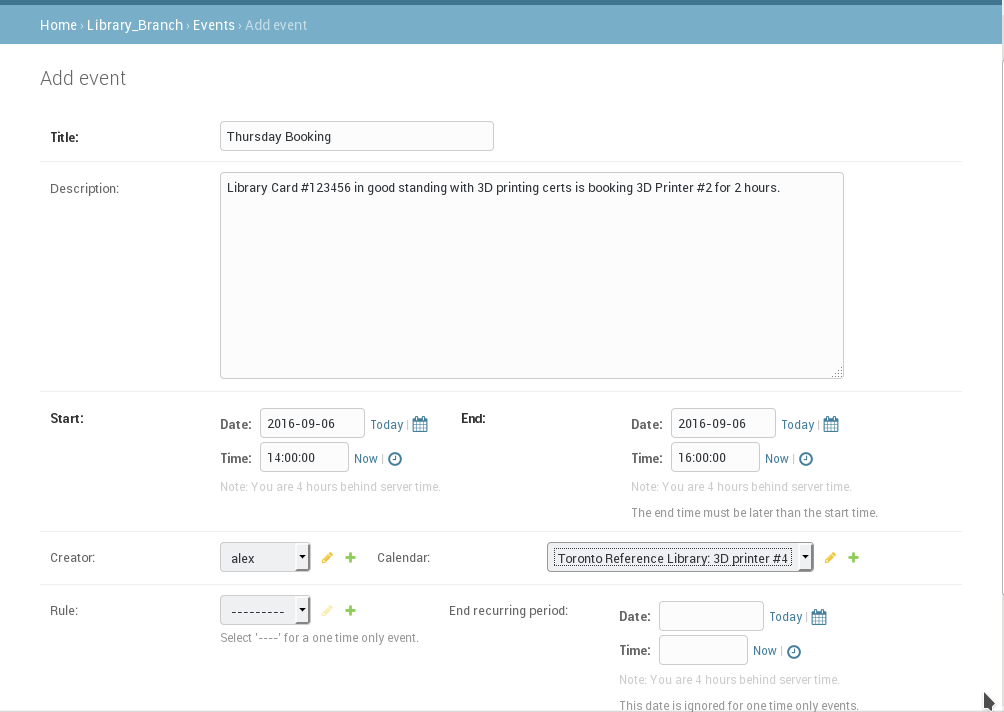 Home › Library_Branch › Events › Add event
Add event
Title: Thursday Booking
Description: Library Card #123456 in good standing with 3D printing certs is booking 3D Printer #2 for 2 hours.
Start: Date: 2016-09-06 Today | End: Date: 2016-09-06 Today |
Time: 14:00:00 Now | Time: 16:00:00 Now |
Note: You are 4 hours behind server time. Note: You are 4 hours behind server time.
The end time must be later than the start time.
Creator: alex Calendar: Toronto Reference Library: 3D printer #4
Rule: --------- End recurring period: Date: Today |
Select '----' for a one time only event.
Time: Now |
Note: You are 4 hours behind server time.
This date is ignored for one time only events.